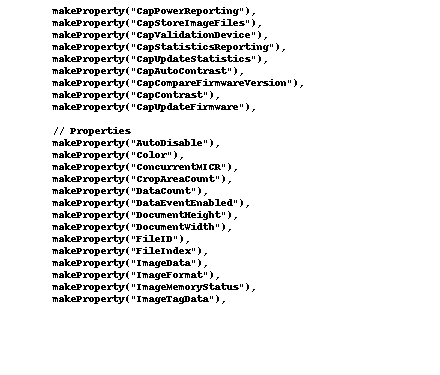 makeProperty("CapPowerReporting"),
makeProperty("CapStoreImageFiles"),
makeProperty("CapValidationDevice"),
makeProperty("CapStatisticsReporting"),
makeProperty("CapUpdateStatistics"),
makeProperty("CapAutoContrast"),
makeProperty("CapCompareFirmwareVersion"),
makeProperty("CapContrast"),
makeProperty("CapUpdateFirmware"),
// Properties
makeProperty("AutoDisable"),
makeProperty("Color"),
makeProperty("ConcurrentMICR"),
makeProperty("CropAreaCount"),
makeProperty("DataCount"),
makeProperty("DataEventEnabled"),
makeProperty("DocumentHeight"),
makeProperty("DocumentWidth"),
makeProperty("FileID"),
makeProperty("FileIndex"),
makeProperty("ImageData"),
makeProperty("ImageFormat"),
makeProperty("ImageMemoryStatus"),
makeProperty("ImageTagData"),